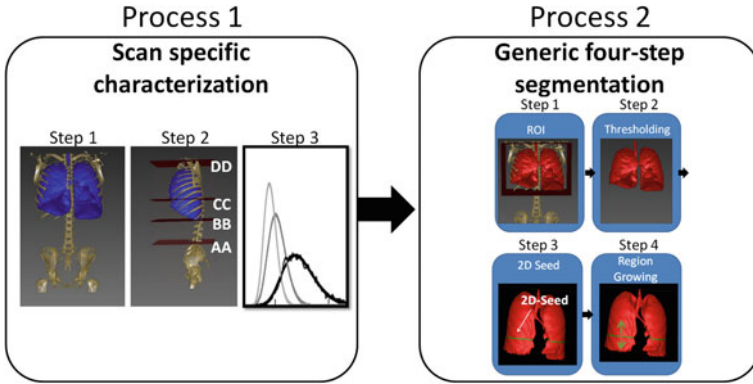 Process 1
Scan specific
characterization
Step 1
Step 2
Step 3
DD
CC
BB
AA
Process 2
Generic four-step
segmentation
Step 1
Step 2
ROI
Thresholding
Step 3
Step 4
2D Seed
Region
Growing
2D-Seed